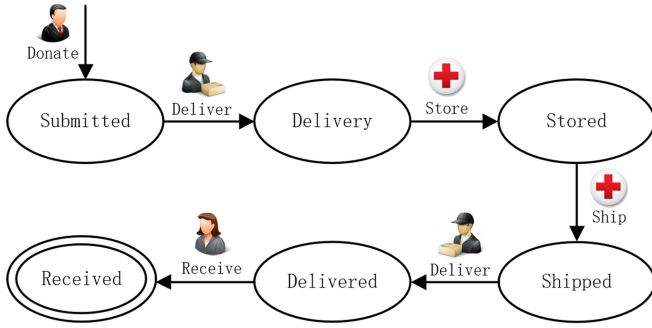 Donate
Submitted
Deliver
Delivery
Store
Stored
Ship
Received
Receive
Delivered
Deliver
Shipped